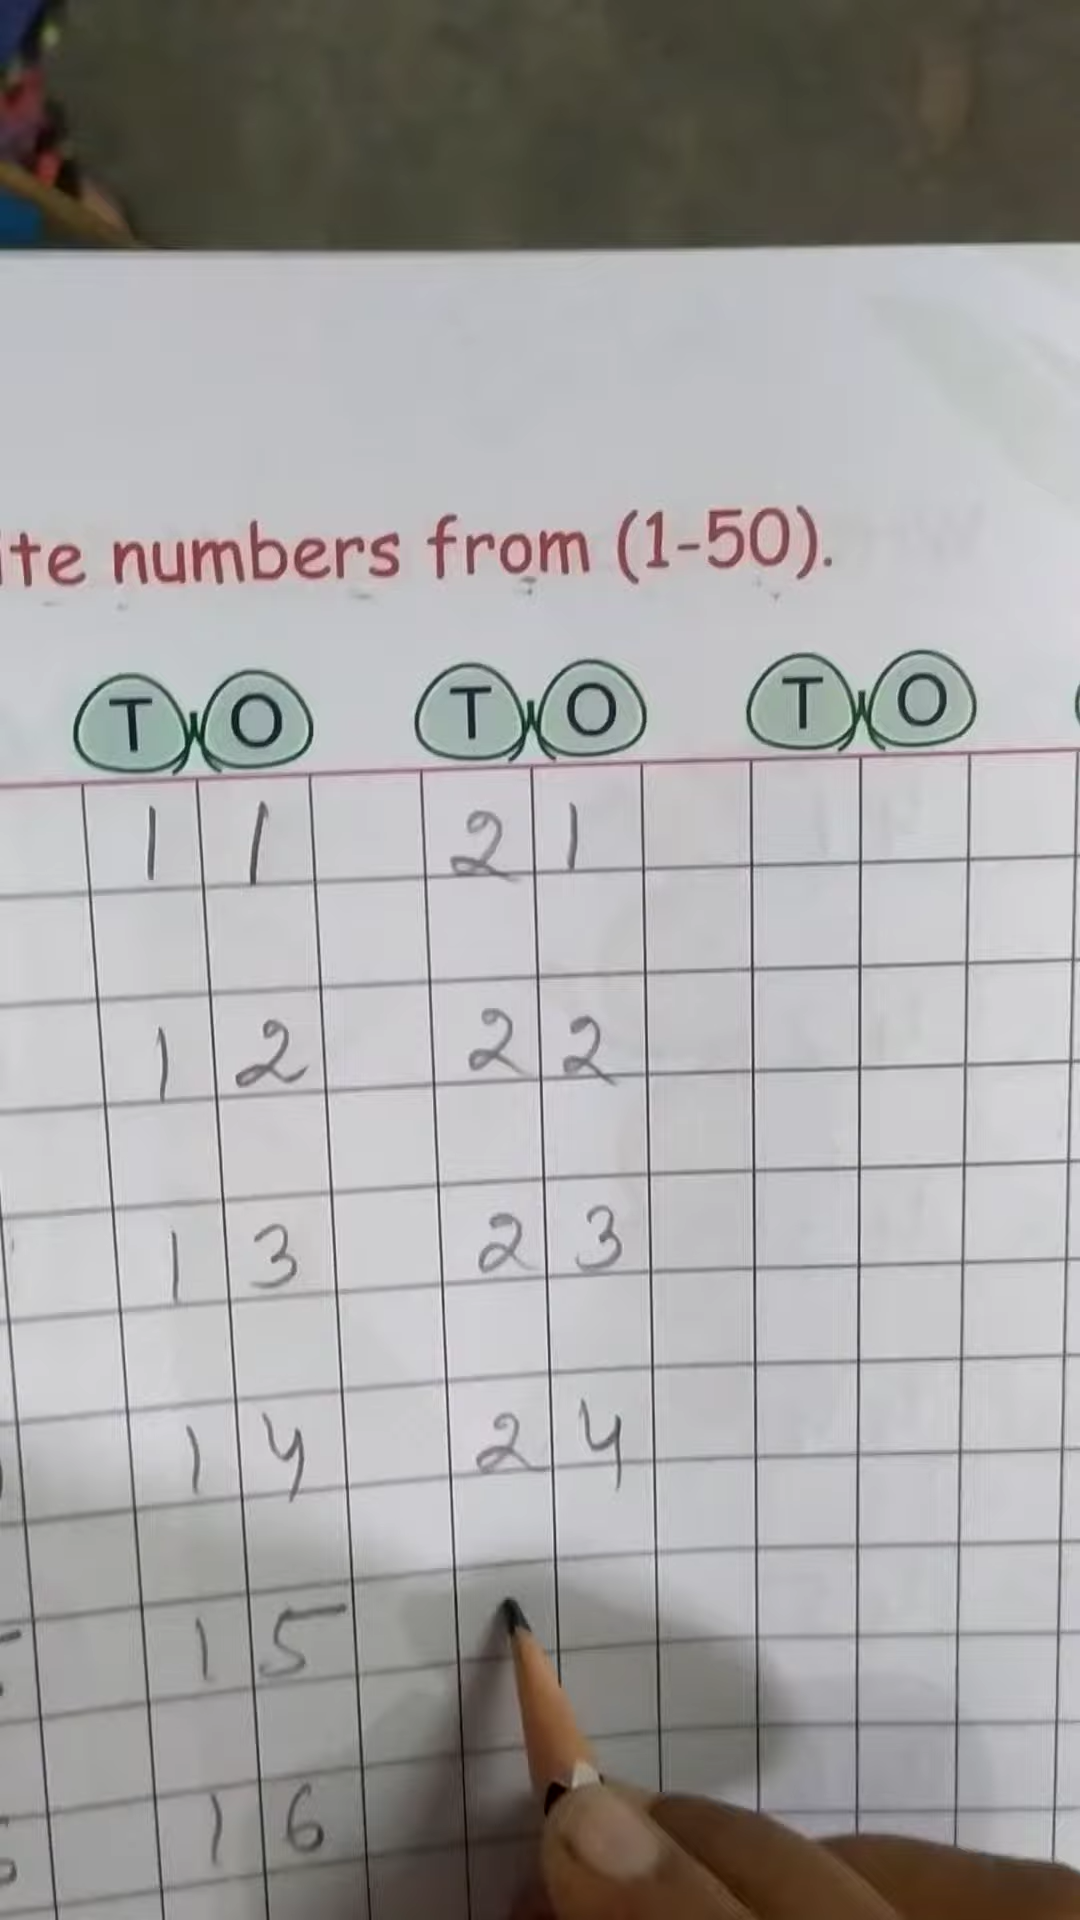 ite numbers from (1-50).
T O T O T O
1 1 2 1
1 2 2 2
1 3 2 3
1 4 2 4
1 5
1 6